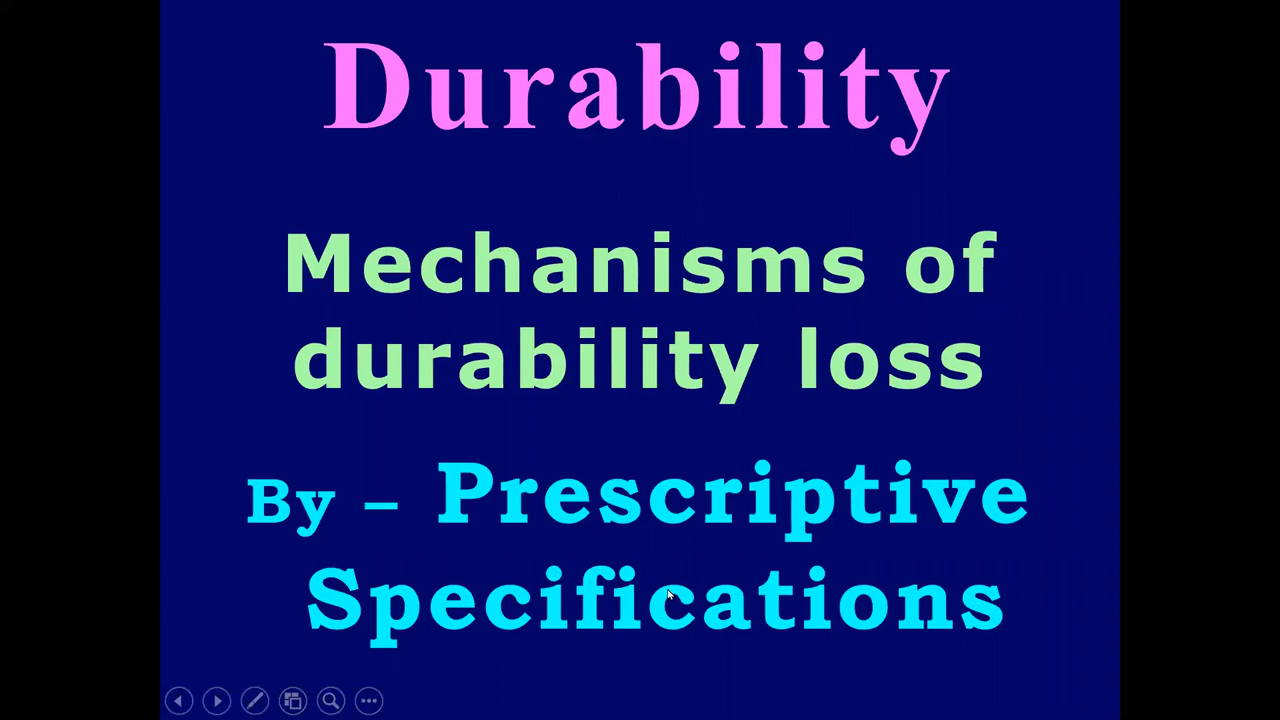 Durability
Mechanisms of
durability loss
By – Prescriptive
Specifications